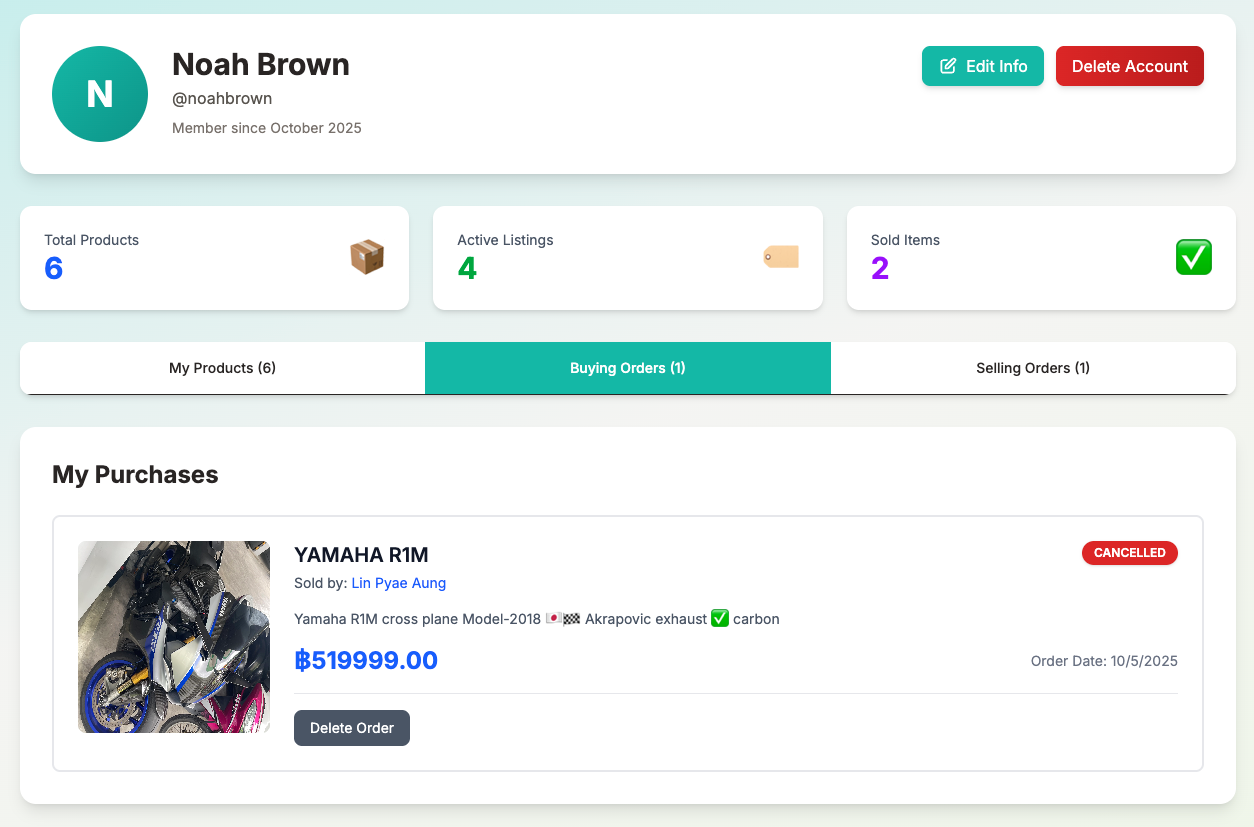 N
Noah Brown
@noahbrown
Member since October 2025
Edit Info
Delete Account
Total Products
6
Active Listings
4
Sold Items
2
My Products (6)
Buying Orders (1)
Selling Orders (1)
My Purchases
YAMAHA R1M
CANCELLED
Sold by: Lin Pyae Aung
Yamaha R1M cross plane Model-2018 🇯🇵🏁 Akrapovic exhaust ✅ carbon
฿519999.00
Order Date: 10/5/2025
Delete Order